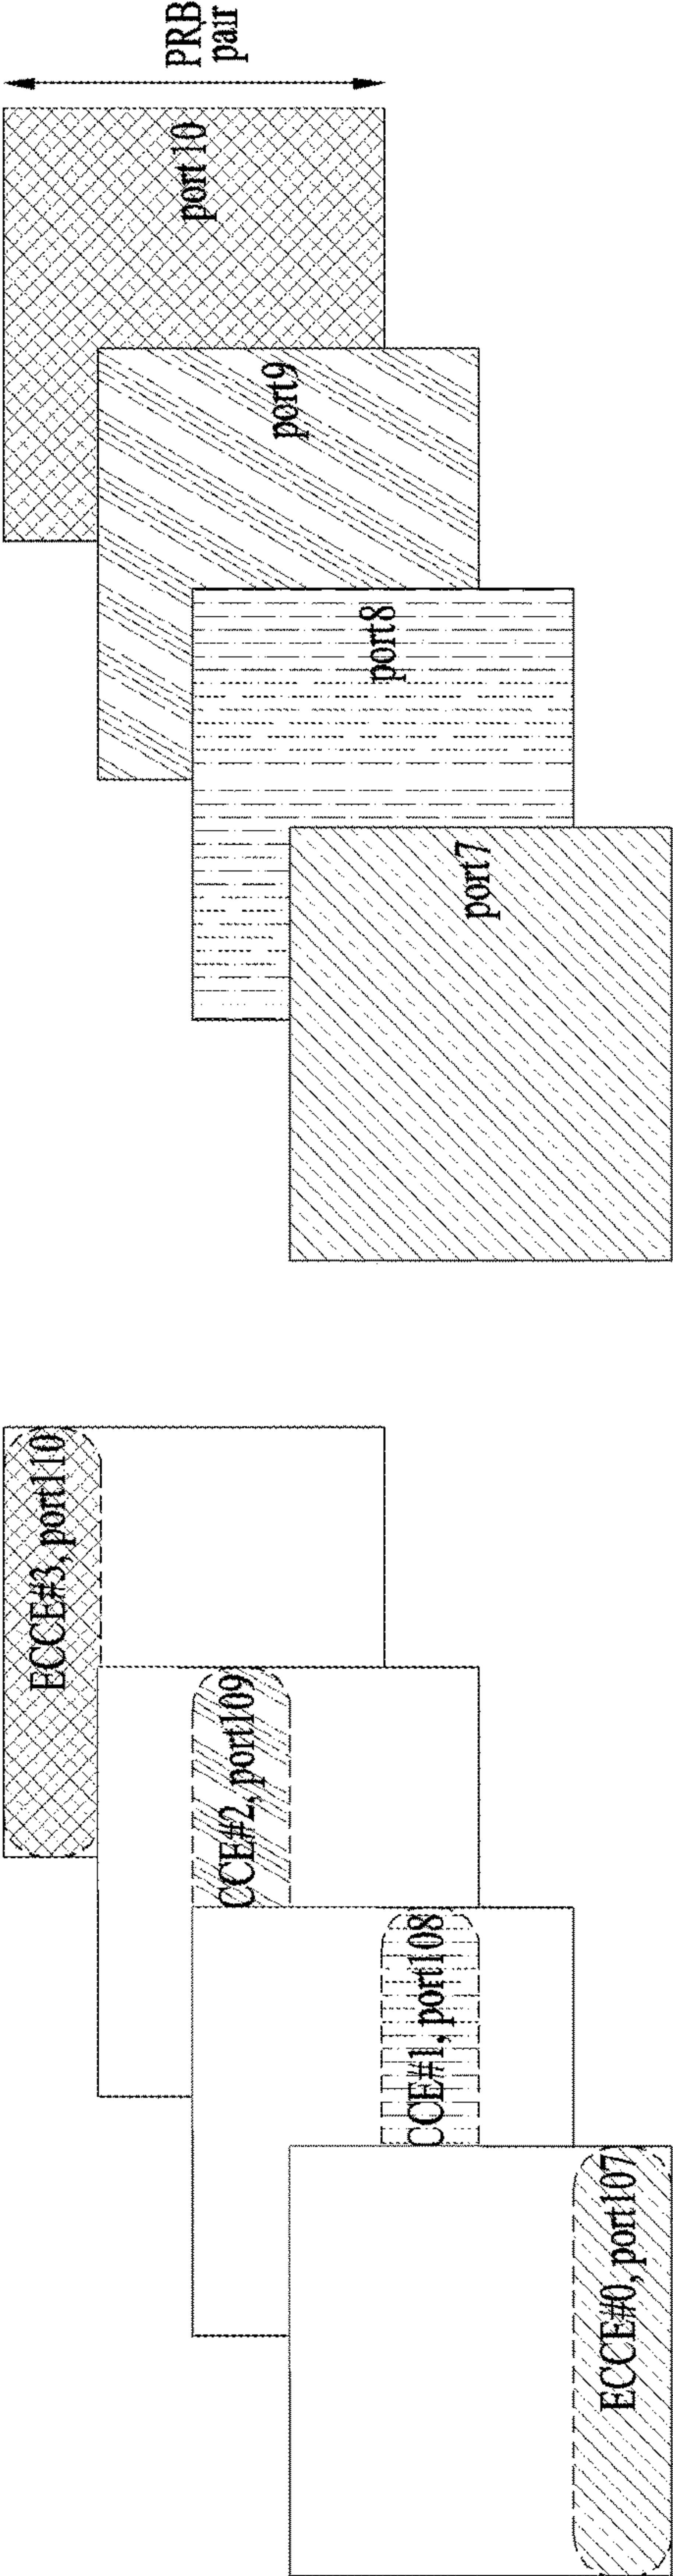 ECCE#3, port110
CCE#2, port109
CCE#1, port108
ECCE#0, port107
PRB
pair
port 10
port9
port8
port7